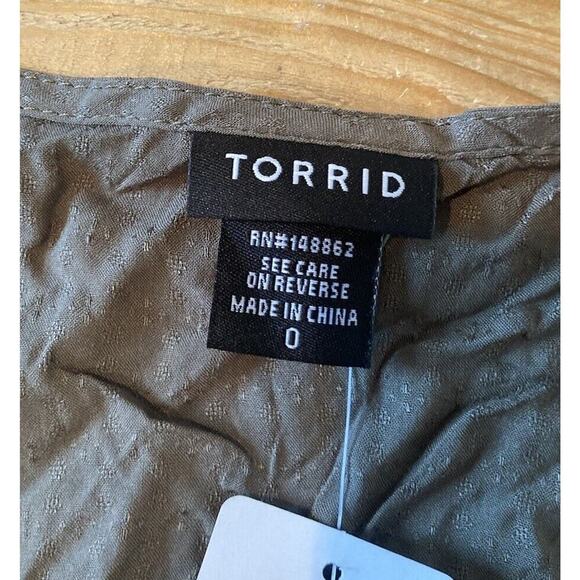 TORRID
RN#148862
SEE CARE
ON REVERSE
MADE IN CHINA
0